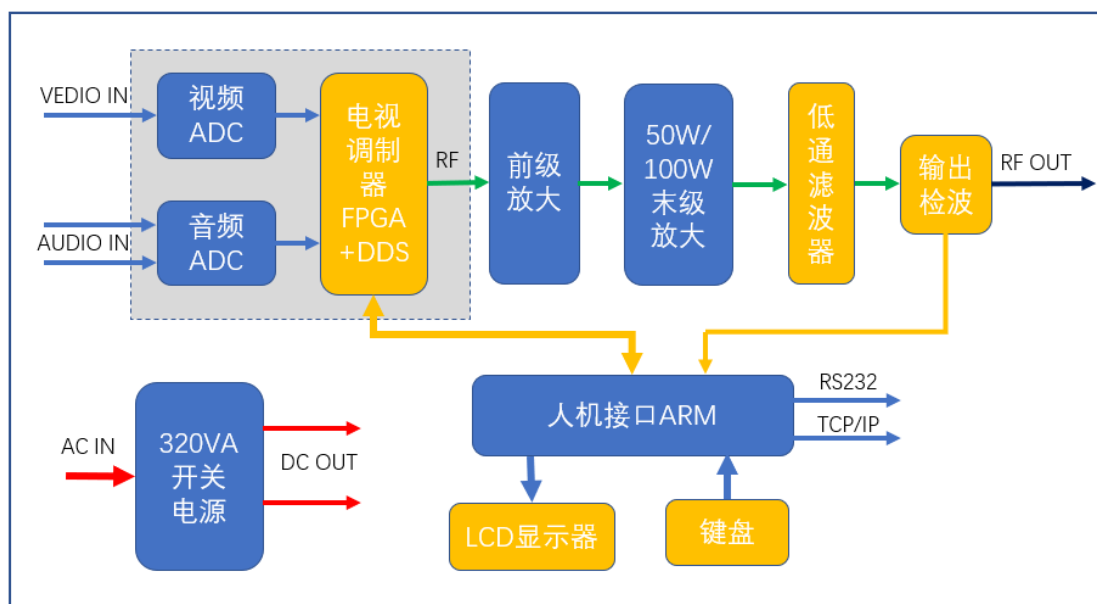 VEDIO IN
视频
ADC
AUDIO IN
音频
ADC
电视
调制
器
FPGA
+DDS
RF
前级
放大
50W/
100W
末级
放大
低
通
滤
波
器
输出
检波
RF OUT
人机接口ARM
RS232
TCP/IP
AC IN
320VA
开关
电源
DC OUT
LCD显示器
键盘